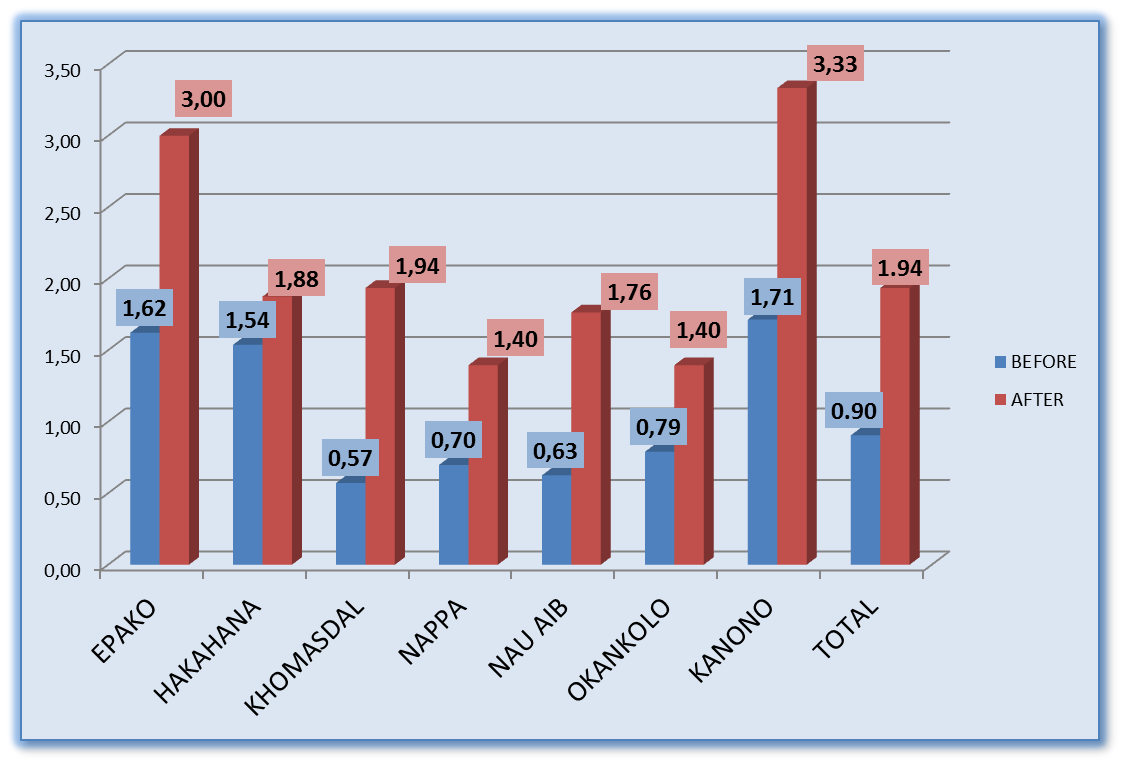 3,50
3,00
2,50
2,00
1,50
1,00
0,50
0,00
1,62
3,00
1,54
1,88
0,57
1,94
0,70
1,40
0,63
1,76
0,79
1,40
1,71
3,33
0.90
1.94
EPAKO
HAKAHANA
KHOMASDAL
NAPPA
NAU AIB
OKANKOLO
KANONO
TOTAL
BEFORE
AFTER